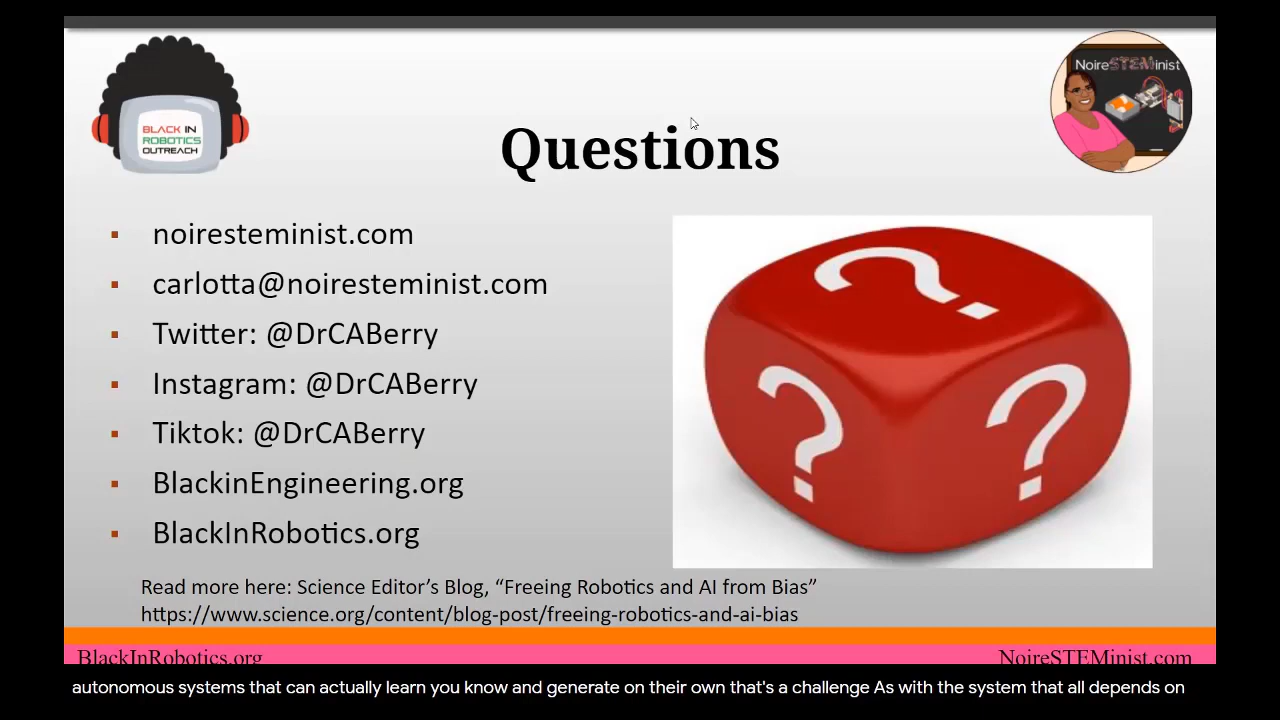 BLACK IN
ROBOTICS
OUTREACH
NoireSTEMinist
Questions
noiresteminist.com
carlotta@noiresteminist.com
Twitter: @DrCABerry
Instagram: @DrCABerry
Tiktok: @DrCABerry
BlackinEngineering.org
BlackInRobotics.org
? ? ?
Read more here: Science Editor’s Blog, “Freeing Robotics and AI from Bias”
https://www.science.org/content/blog-post/freeing-robotics-and-ai-bias
BlackInRobotics.org
NoireSTEMinist.com
autonomous systems that can actually learn you know and generate on their own that's a challenge As with the system that all depends on